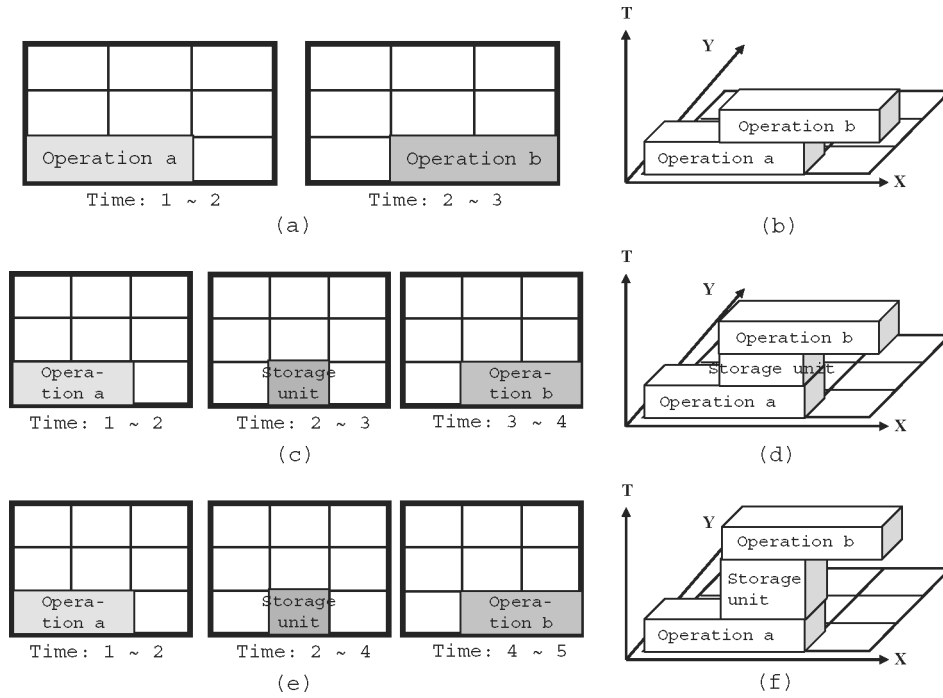 Operation a
Operation b
Time: 1 ~ 2
Time: 2 ~ 3
(a)
T
Y
Operation b
Operation a
X
(b)
Opera-
tion a
Storage
unit
Opera-
tion b
Time: 1 ~ 2
Time: 2 ~ 3
Time: 3 ~ 4
(c)
T
Y
Operation b
Storage unit
Operation a
X
(d)
Opera-
tion a
Storage
unit
Opera-
tion b
Time: 1 ~ 2
Time: 2 ~ 4
Time: 4 ~ 5
(e)
T
Y
Operation b
Storage
unit
Operation a
X
(f)